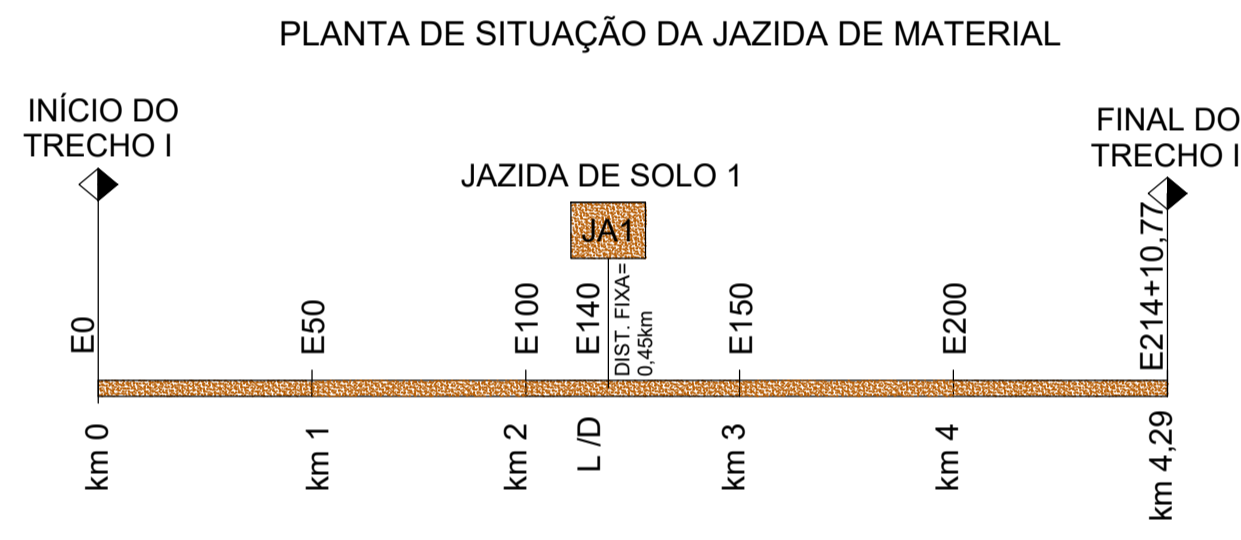 PLANTA DE SITUAÇÃO DA JAZIDA DE MATERIAL
INÍCIO DO
TRECHO I
FINAL DO
TRECHO I
JAZIDA DE SOLO 1
JA1
E0
E50
E100
E140
DIST. FIXA=
0,45km
E150
E200
E214+10,77
km 0
km 1
km 2
L /D
km 3
km 4
km 4,29